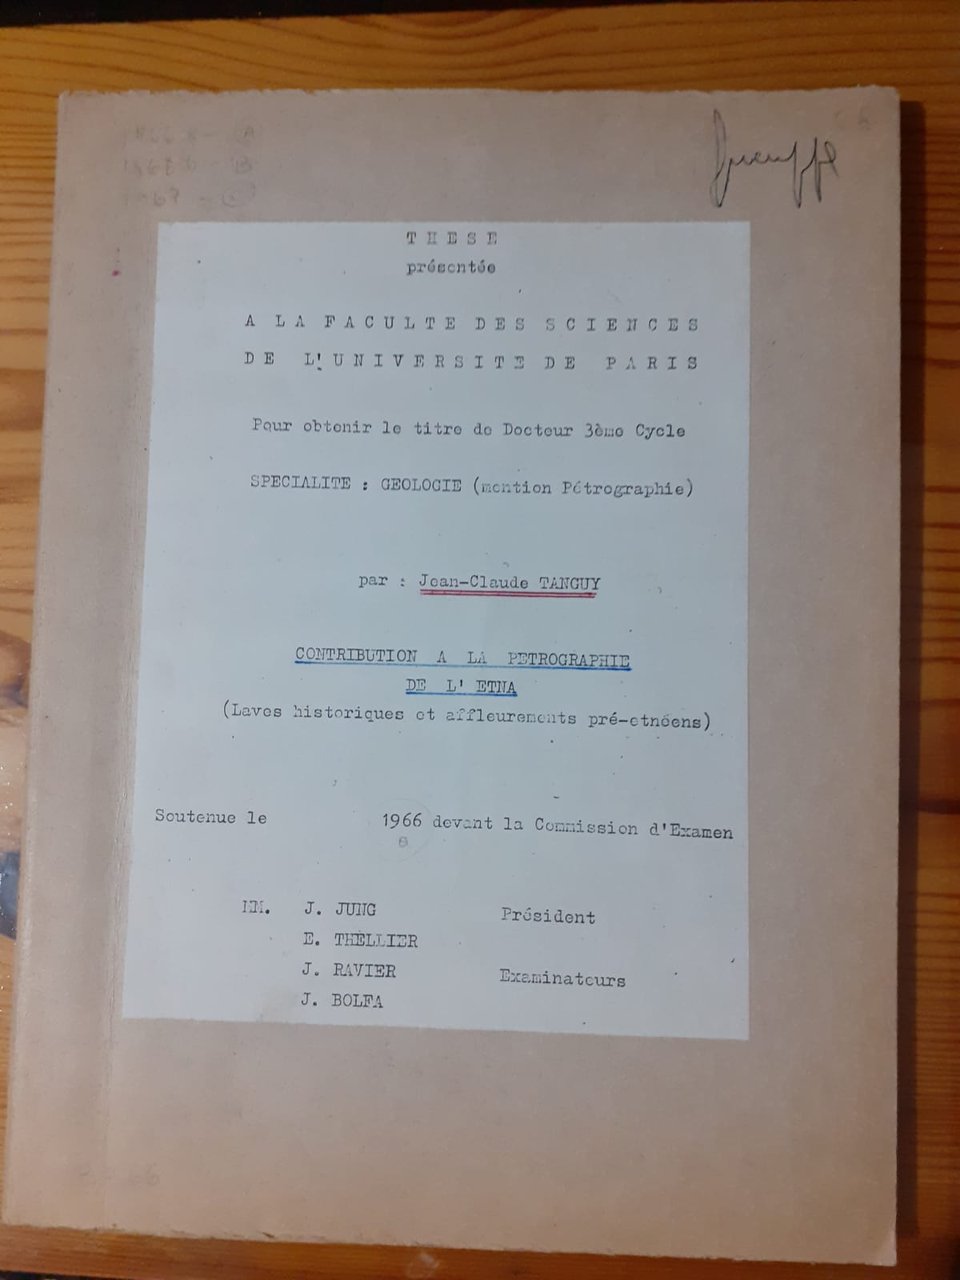 T H E S E
présentée
A LA FACULTE DES SCIENCES
DE L'UNIVERSITE DE PARIS
Pour obtenir le titre de Docteur 3ème Cycle
SPECIALITE : GEOLOGIE (mention Pétrographie)
par : Jean-Claude TANGUY
CONTRIBUTION A LA PETROGRAPHIE
DE L' ETNA
(Laves historiques et affleurements pré-etnéens)
Soutenue le 1966 devant la Commission d'Examen
MM. J. JUNG Président
E. THELLIER
J. RAVIER Examinateurs
J. BOLFA